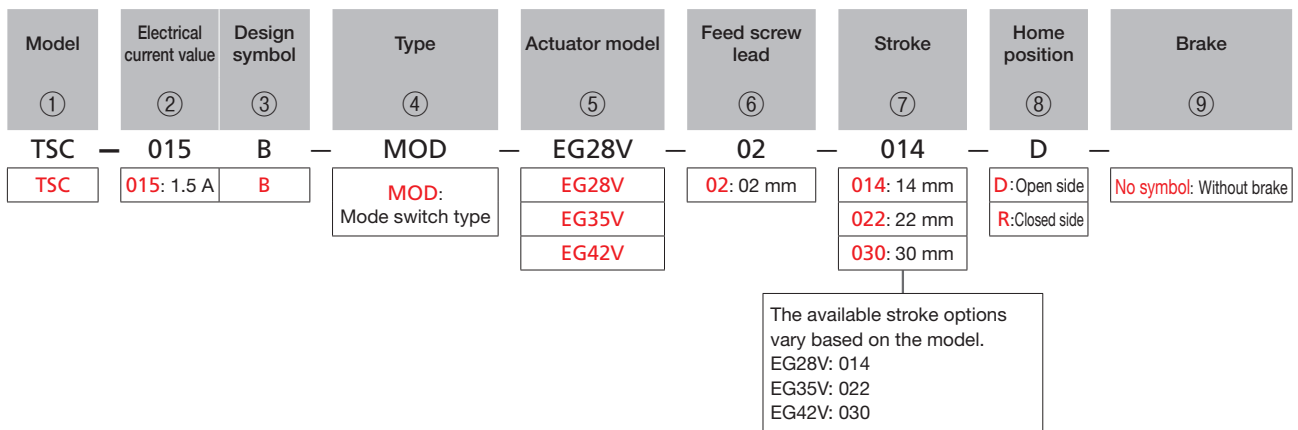 Model
Electrical current value
Design symbol
Type
Actuator model
Feed screw lead
Stroke
Home position
Brake
① ② ③ ④ ⑤ ⑥ ⑦ ⑧ ⑨
TSC — 015 B — MOD — EG28V — 02 — 014 — D —
TSC
015: 1.5 A
B
MOD:
Mode switch type
EG28V
EG35V
EG42V
02: 02 mm
014: 14 mm
022: 22 mm
030: 30 mm
D:Open side
R:Closed side
No symbol: Without brake
The available stroke options
vary based on the model.
EG28V: 014
EG35V: 022
EG42V: 030